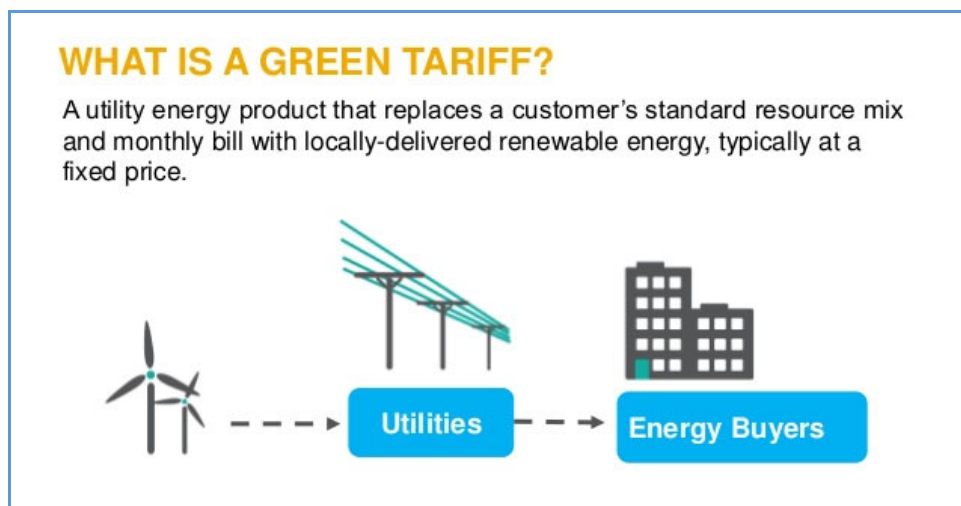 WHAT IS A GREEN TARIFF?
A utility energy product that replaces a customer’s standard resource mix
and monthly bill with locally-delivered renewable energy, typically at a
fixed price.
Utilities
Energy Buyers